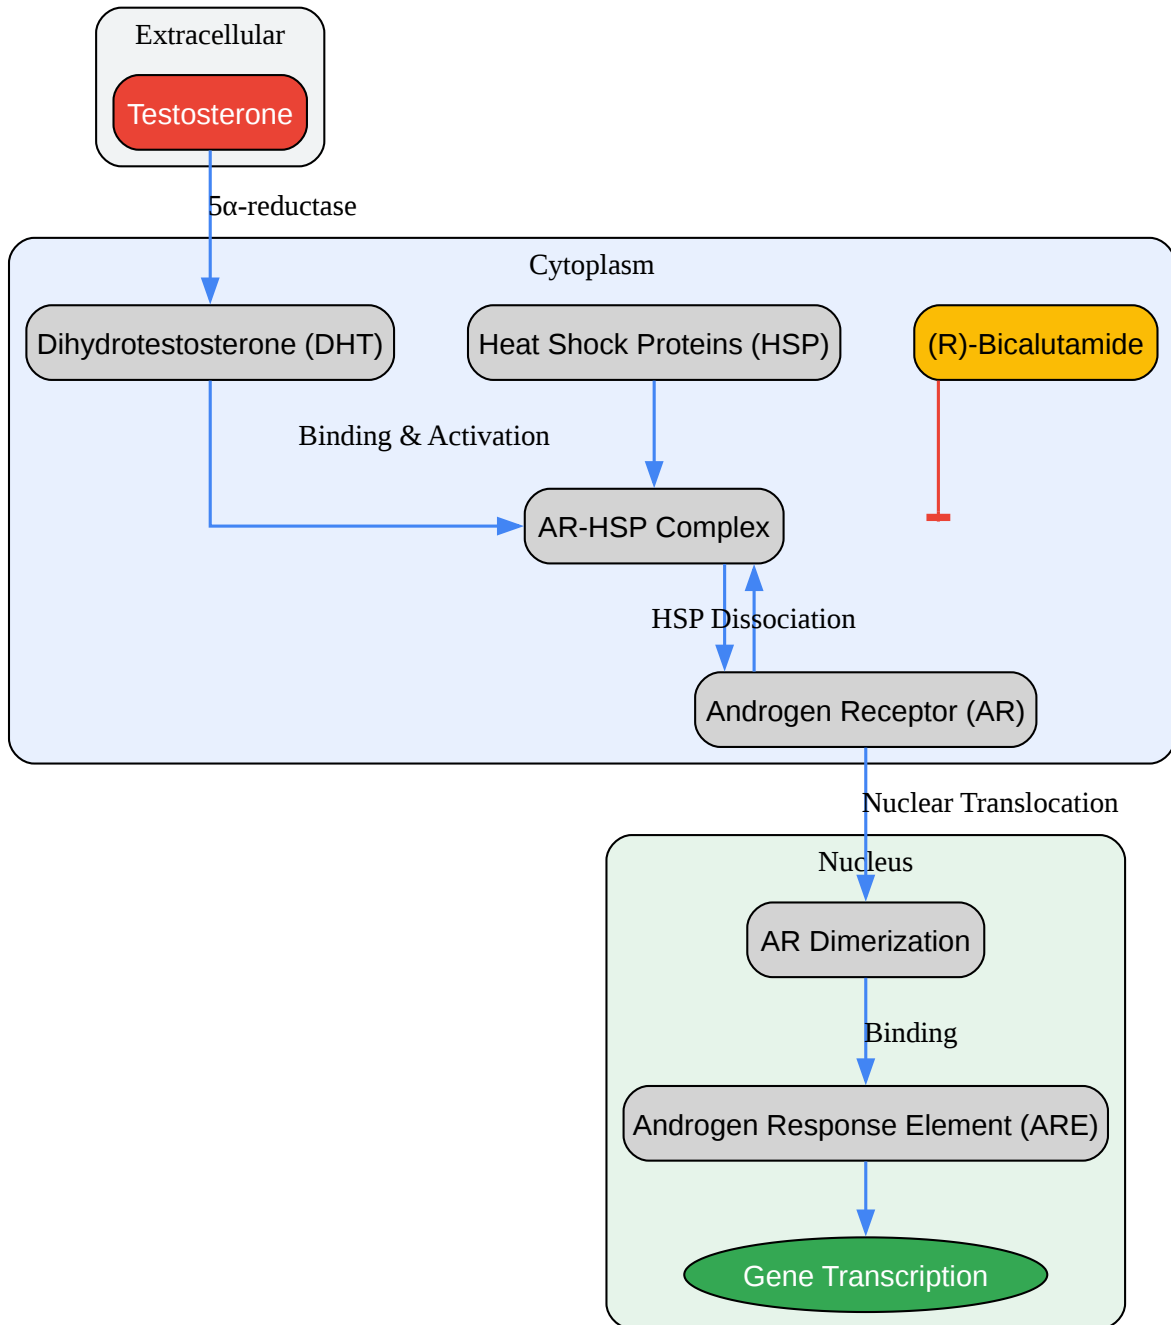 Extracellular
Testosterone
5α-reductase
Cytoplasm
Dihydrotestosterone (DHT)
Heat Shock Proteins (HSP)
(R)-Bicalutamide
Binding & Activation
AR-HSP Complex
HSP Dissociation
Androgen Receptor (AR)
Nuclear Translocation
Nucleus
AR Dimerization
Binding
Androgen Response Element (ARE)
Gene Transcription